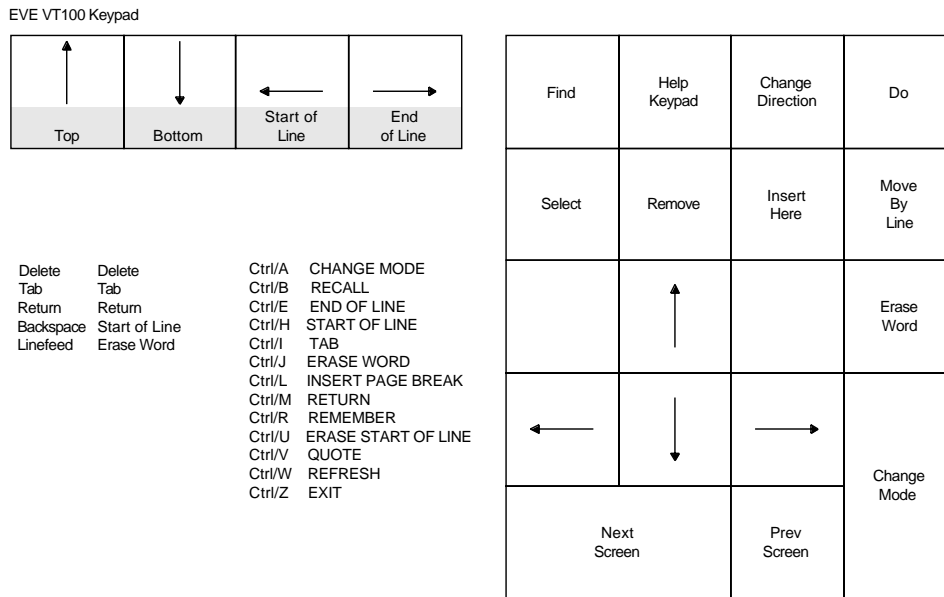 EVE VT100 Keypad
Top
Bottom
Start of
Line
End
of Line
Find
Help
Keypad
Change
Direction
Do
Select
Remove
Insert
Here
Move
By
Line
Erase
Word
Change
Mode
Next
Screen
Prev
Screen
Delete Delete
Tab Tab
Return Return
Backspace Start of Line
Linefeed Erase Word
Ctrl/A CHANGE MODE
Ctrl/B RECALL
Ctrl/E END OF LINE
Ctrl/H START OF LINE
Ctrl/I TAB
Ctrl/J ERASE WORD
Ctrl/L INSERT PAGE BREAK
Ctrl/M RETURN
Ctrl/R REMEMBER
Ctrl/U ERASE START OF LINE
Ctrl/V QUOTE
Ctrl/W REFRESH
Ctrl/Z EXIT